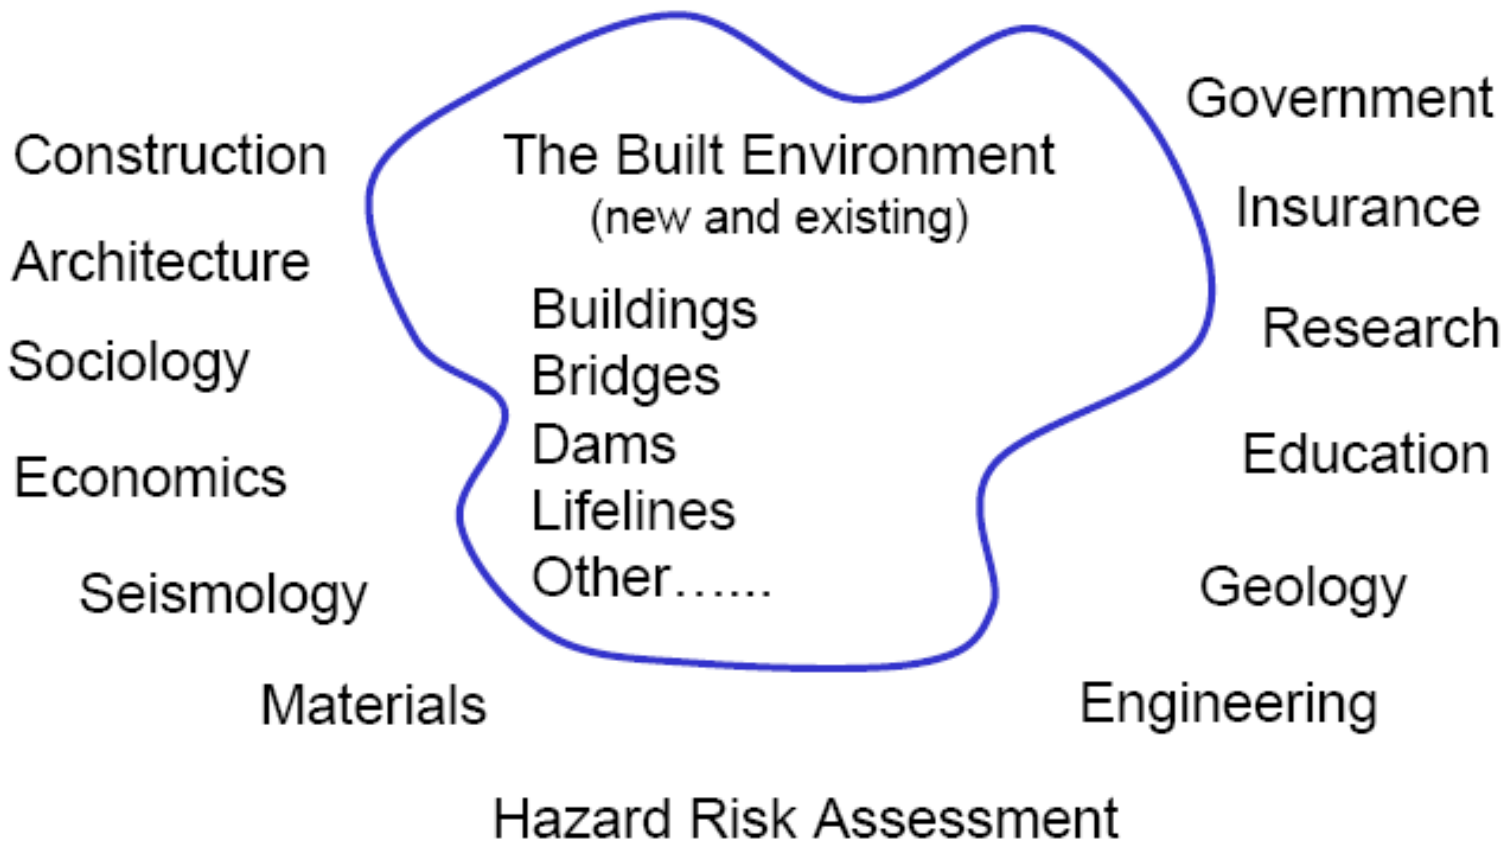 The Built Environment
(new and existing)
Buildings
Bridges
Dams
Lifelines
Other…...
Construction
Architecture
Sociology
Economics
Seismology
Materials
Hazard Risk Assessment
Government
Insurance
Research
Education
Geology
Engineering